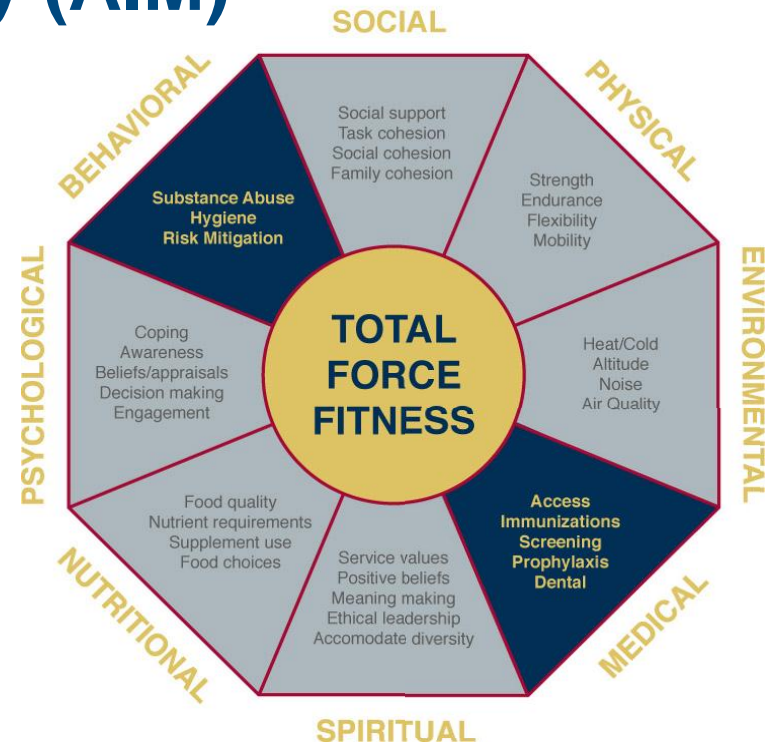 (AIM)
SOCIAL
PHYSICAL
ENVIRONMENTAL
MEDICAL
SPIRITUAL
NUTRITIONAL
PSYCHOLOGICAL
BEHAVIORAL
Social support
Task cohesion
Social cohesion
Family cohesion
Strength
Endurance
Flexibility
Mobility
Heat/Cold
Altitude
Noise
Air Quality
Access
Immunizations
Screening
Prophylaxis
Dental
Service values
Positive beliefs
Meaning making
Ethical leadership
Accomodate diversity
Food quality
Nutrient requirements
Supplement use
Food choices
Coping
Awareness
Beliefs/appraisals
Decision making
Engagement
Substance Abuse
Hygiene
Risk Mitigation
TOTAL
FORCE
FITNESS